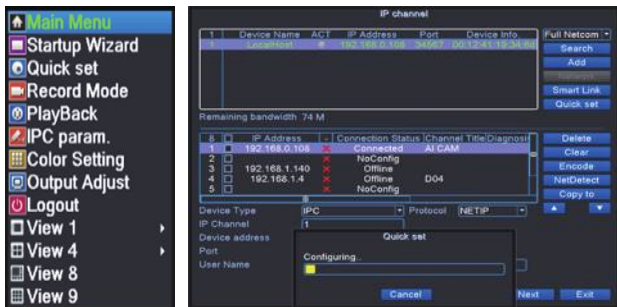 Main Menu
Startup Wizard
Quick set
Record Mode
PlayBack
IPC param.
Color Setting
Output Adjust
Logout
View 1
View 4
View 8
View 9
IP channel
1 Device Name ACT IP Address Port Device Info. Full Netcom
1 LocalHost 192.168.0.108 34567
Search
Add
Smart Link
Quick set
Remaining bandwidth 74 M
8 IP Address Connection Status Channel Title Diagnosis Delete
1 192.168.0.108 Connected AI CAM
Clear
2 NoConfig
3 192.168.1.140 Offline Encode
4 192.168.1.4 Offline D04 NetDetect
5 NoConfig
Copy to
Device Type IPC Protocol NETIP
IP Channel 1
Device address Quick set
Port
Configuring..
User Name
Cancel Next Exit